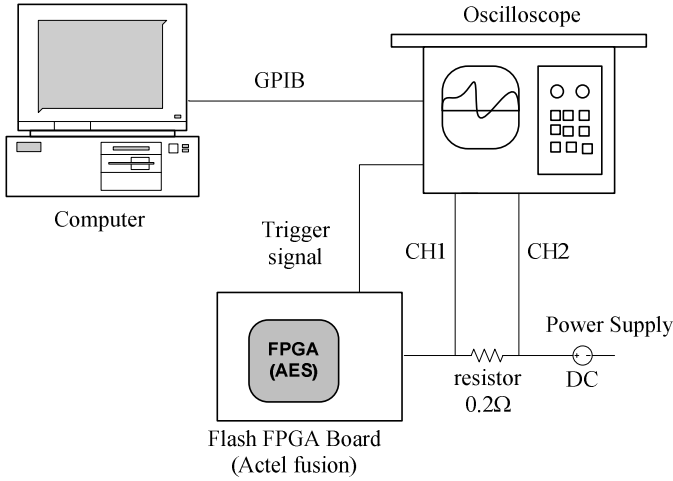 Oscilloscope
GPIB
Computer
Trigger
signal
CH1
CH2
Power Supply
FPGA
(AES)
resistor
0.2Ω
DC
Flash FPGA Board
(Actel fusion)